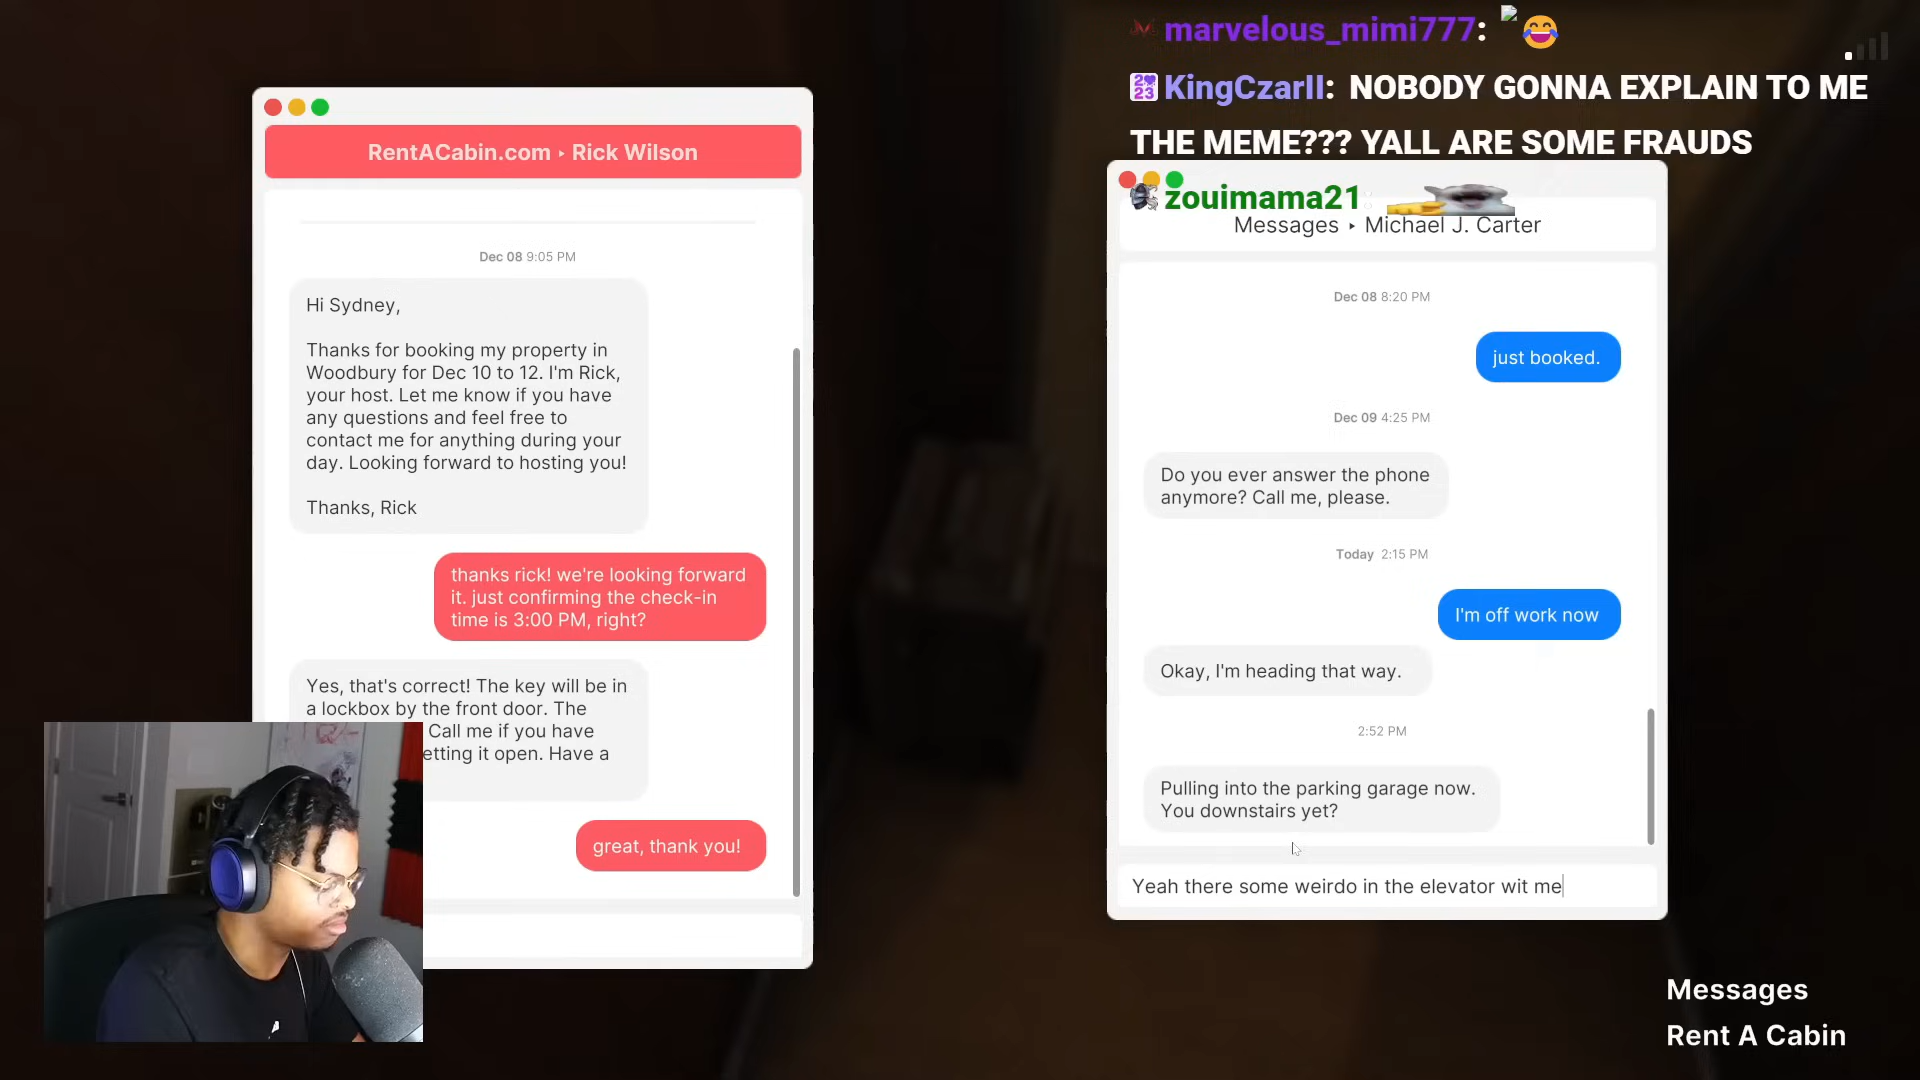 marvelous_mimi777:
KingCzarII: NOBODY GONNA EXPLAIN TO ME
THE MEME??? YALL ARE SOME FRAUDS
zouimama21:
RentACabin.com ▸ Rick Wilson
Dec 08 9:05 PM
Hi Sydney,
Thanks for booking my property in
Woodbury for Dec 10 to 12. I'm Rick,
your host. Let me know if you have
any questions and feel free to
contact me for anything during your
day. Looking forward to hosting you!
Thanks, Rick
thanks rick! we're looking forward
it. just confirming the check-in
time is 3:00 PM, right?
Yes, that's correct! The key will be in
a lockbox by the front door. The
Call me if you have
etting it open. Have a
great, thank you!
Messages ▸ Michael J. Carter
Dec 08 8:20 PM
just booked.
Dec 09 4:25 PM
Do you ever answer the phone
anymore? Call me, please.
Today 2:15 PM
I'm off work now
Okay, I'm heading that way.
2:52 PM
Pulling into the parking garage now.
You downstairs yet?
Yeah there some weirdo in the elevator wit me
Messages
Rent A Cabin